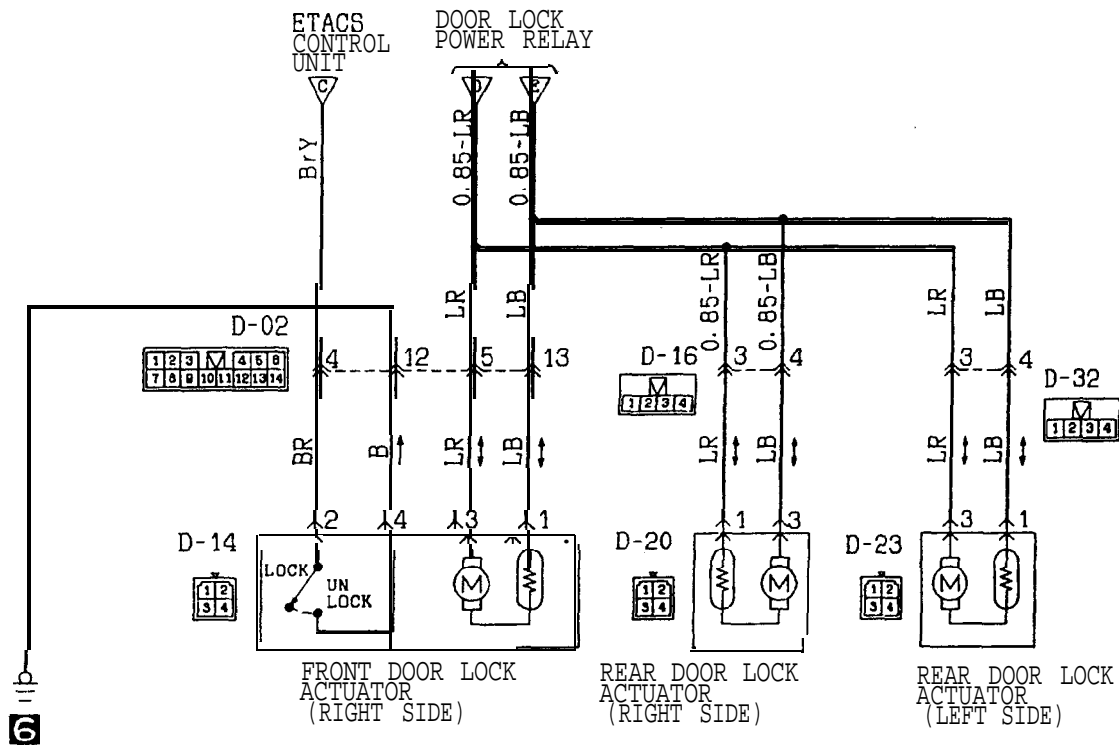 ETACS
CONTROL
UNIT
DOOR LOCK
POWER RELAY
C
D
E
BrY
0.85-LR
0.85-LB
LR
LB
0.85-LR
0.85-LB
LR
LB
D-02
1 2 3 4 5 6
7 8 9 10 11 12 13 14
4
12
5
13
D-16
1 2 3 4
3
4
3
4
D-32
1 2 3 4
BR
B
LR
LB
LR
LB
LR
LB
2
4
3
1
1
3
3
1
D-14
1 2
3 4
LOCK
UN
LOCK
M
D-20
1 2
3 4
M
D-23
1 2
3 4
M
FRONT DOOR LOCK
ACTUATOR
(RIGHT SIDE)
REAR DOOR LOCK
ACTUATOR
(RIGHT SIDE)
REAR DOOR LOCK
ACTUATOR
(LEFT SIDE)
6